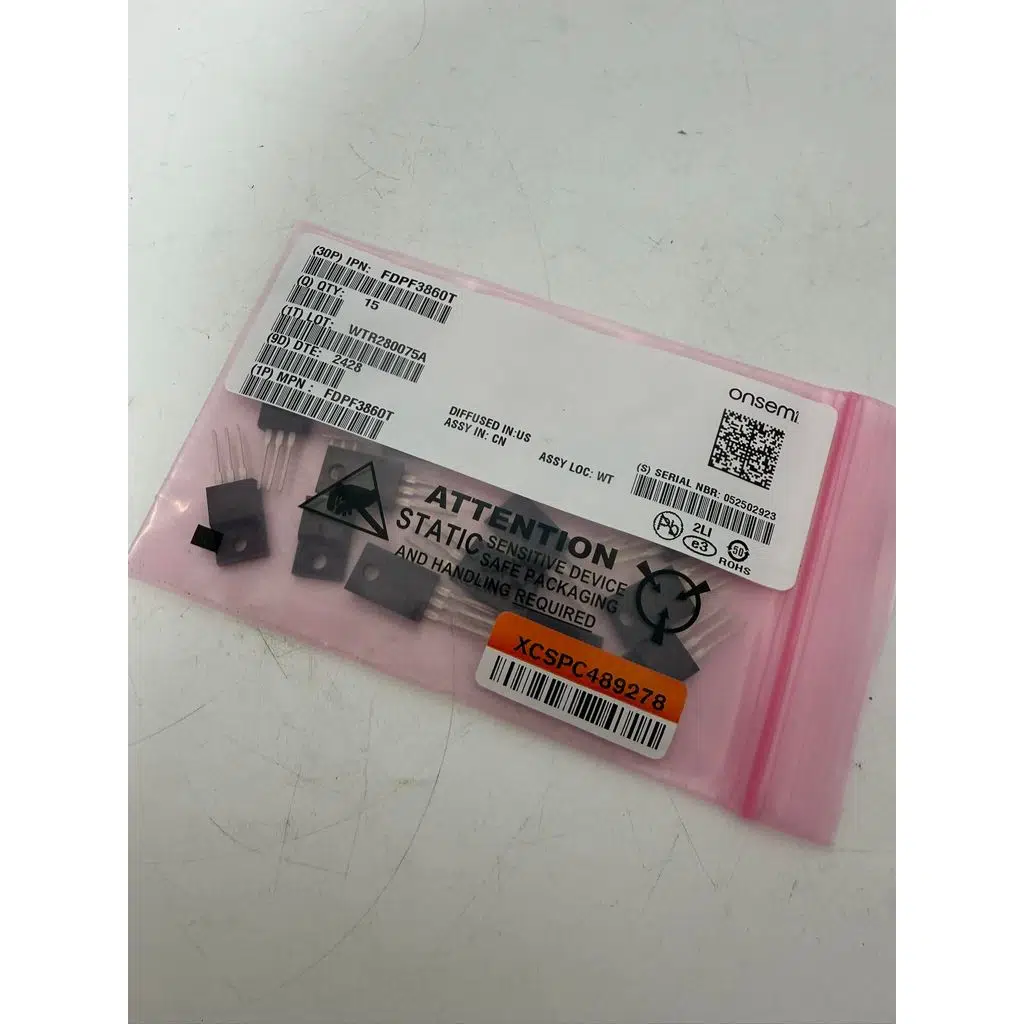 (30P) IPN: FDPF3860T
(Q) QTY: 15
(1T) LOT: WTR280075A
(9D) DTE: 2428
(1P) MPN : FDPF3860T
DIFFUSED IN:US
ASSY IN: CN
ASSY LOC: WT
onsemi
(S) SERIAL NBR: 052502923
Pb
2LI
e3
50
ROHS
ATTENTION
STATIC SENSITIVE DEVICE
SAFE PACKAGING
AND HANDLING REQUIRED
XCSPC489278